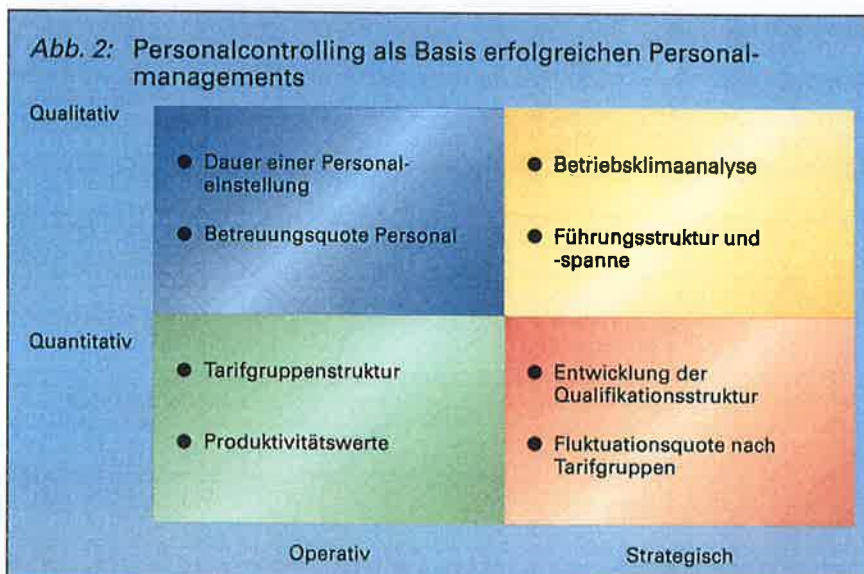 Abb. 2: Personalcontrolling als Basis erfolgreichen Personal-
managements
Qualitativ
● Dauer einer Personal-
einstellung
● Betreuungsquote Personal
● Betriebsklimaanalyse
● Führungsstruktur und
-spanne
Quantitativ
● Tarifgruppenstruktur
● Produktivitätswerte
● Entwicklung der
Qualifikationsstruktur
● Fluktuationsquote nach
Tarifgruppen
Operativ
Strategisch